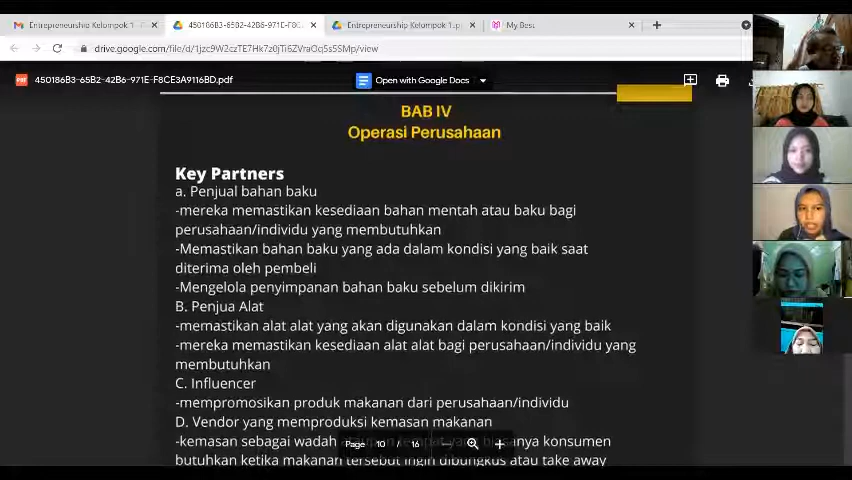 Entrepreneurship Kelompok 1
450186B3-65B2-42B6-971E-F8C
Entrepreneurship Kelompok 1.p
My Best
drive.google.com/file/d/
/view
450186B3-65B2-42B6-971E-F8CE3A9116BD.pdf
Open with Google Docs
BAB IV
Operasi Perusahaan
Key Partners
a. Penjual bahan baku
-mereka memastikan kesediaan bahan mentah atau baku bagi
perusahaan/individu yang membutuhkan
-Memastikan bahan baku yang ada dalam kondisi yang baik saat
diterima oleh pembeli
-Mengelola penyimpanan bahan baku sebelum dikirim
B. Penjua Alat
-memastikan alat alat yang akan digunakan dalam kondisi yang baik
-mereka memastikan kesediaan alat alat bagi perusahaan/individu yang
membutuhkan
C. Influencer
-mempromosikan produk makanan dari perusahaan/individu
D. Vendor yang memproduksi kemasan makanan
-kemasan sebagai wadah konsumen
Page 10 / 16
butuhkan ketika makanan tersebut ingin dibungkus atau take away